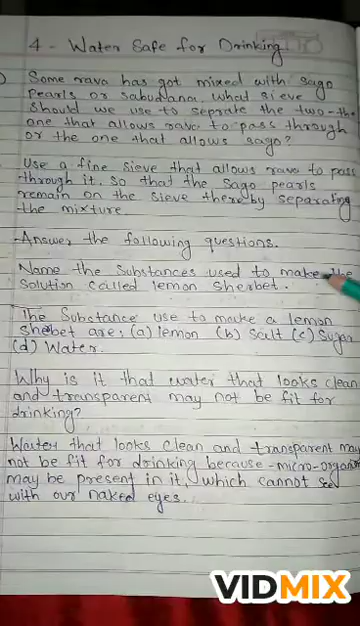 4 - Water Safe for Drinking
Some rava has got mixed with sago
Pearls or sabudana. What sieve
should we use to seprate the two-the
one that allows rava to pass through
or the one that allows sago?
Use a fine sieve that allows rava to pass
through it. So that the sago pearls
remain on the sieve thereby separating
the mixture.
Answer the following questions.
Name the Substances used to make the
Solution called lemon Sherbet.
The Substance use to make a lemon
Sherbet are: (a) lemon (b) Salt (c) Sugar
(d) Water.
Why is it that water that looks clean
and transparent may not be fit for
drinking?
Water that looks clean and transparent may
not be fit for drinking because micro-organi
may be present in it, which cannot see
with our naked eyes.
VIDMIX